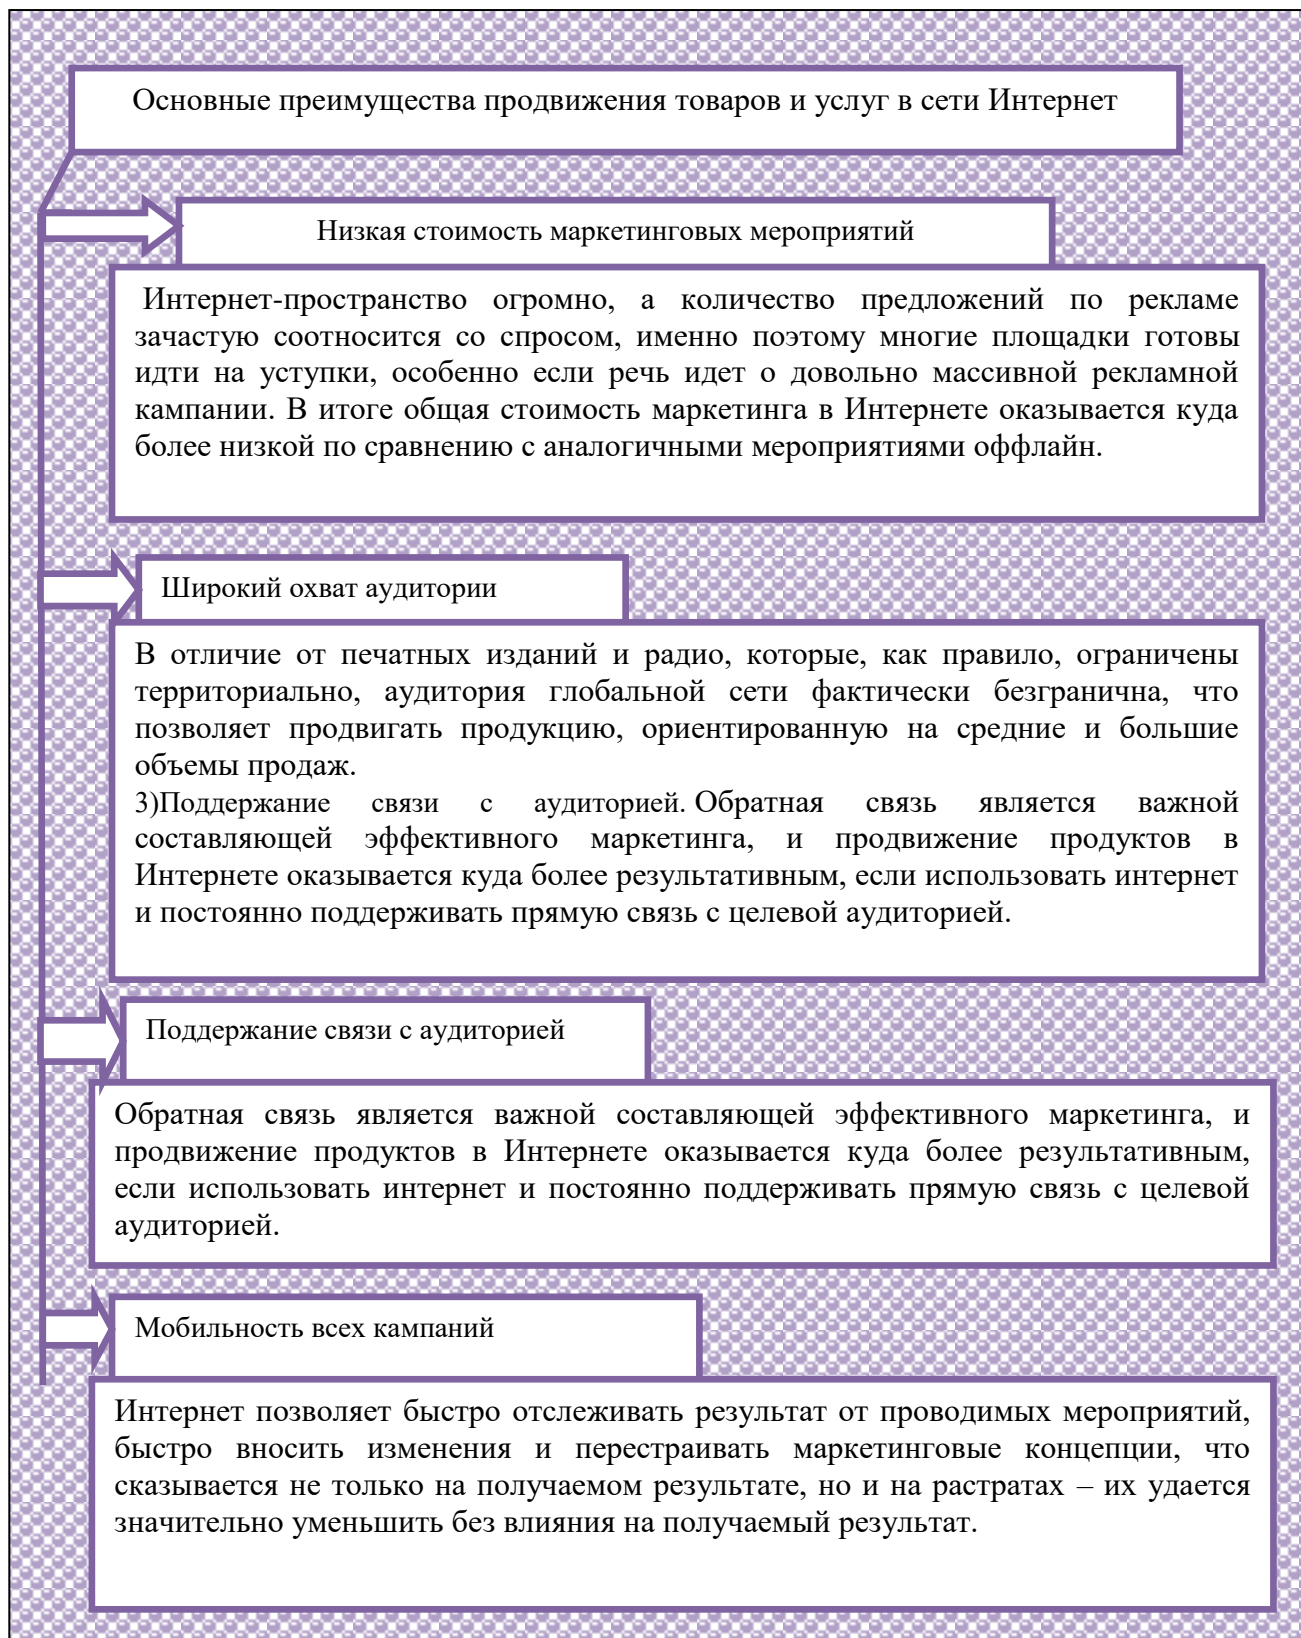 Основные преимущества продвижения товаров и услуг в сети Интернет
Низкая стоимость маркетинговых мероприятий
Интернет-пространство огромно, а количество предложений по рекламе
зачастую соотносится со спросом, именно поэтому многие площадки готовы
идти на уступки, особенно если речь идет о довольно массивной рекламной
кампании. В итоге общая стоимость маркетинга в Интернете оказывается куда
более низкой по сравнению с аналогичными мероприятиями оффлайн.
Широкий охват аудитории
В отличие от печатных изданий и радио, которые, как правило, ограничены
территориально, аудитория глобальной сети фактически безгранична, что
позволяет продвигать продукцию, ориентированную на средние и большие
объемы продаж.
3)Поддержание связи с аудиторией. Обратная связь является важной
составляющей эффективного маркетинга, и продвижение продуктов в
Интернете оказывается куда более результативным, если использовать интернет
и постоянно поддерживать прямую связь с целевой аудиторией.
Поддержание связи с аудиторией
Обратная связь является важной составляющей эффективного маркетинга, и
продвижение продуктов в Интернете оказывается куда более результативным,
если использовать интернет и постоянно поддерживать прямую связь с целевой
аудиторией.
Мобильность всех кампаний
Интернет позволяет быстро отслеживать результат от проводимых мероприятий,
быстро вносить изменения и перестраивать маркетинговые концепции, что
сказывается не только на получаемом результате, но и на растратах – их удается
значительно уменьшить без влияния на получаемый результат.